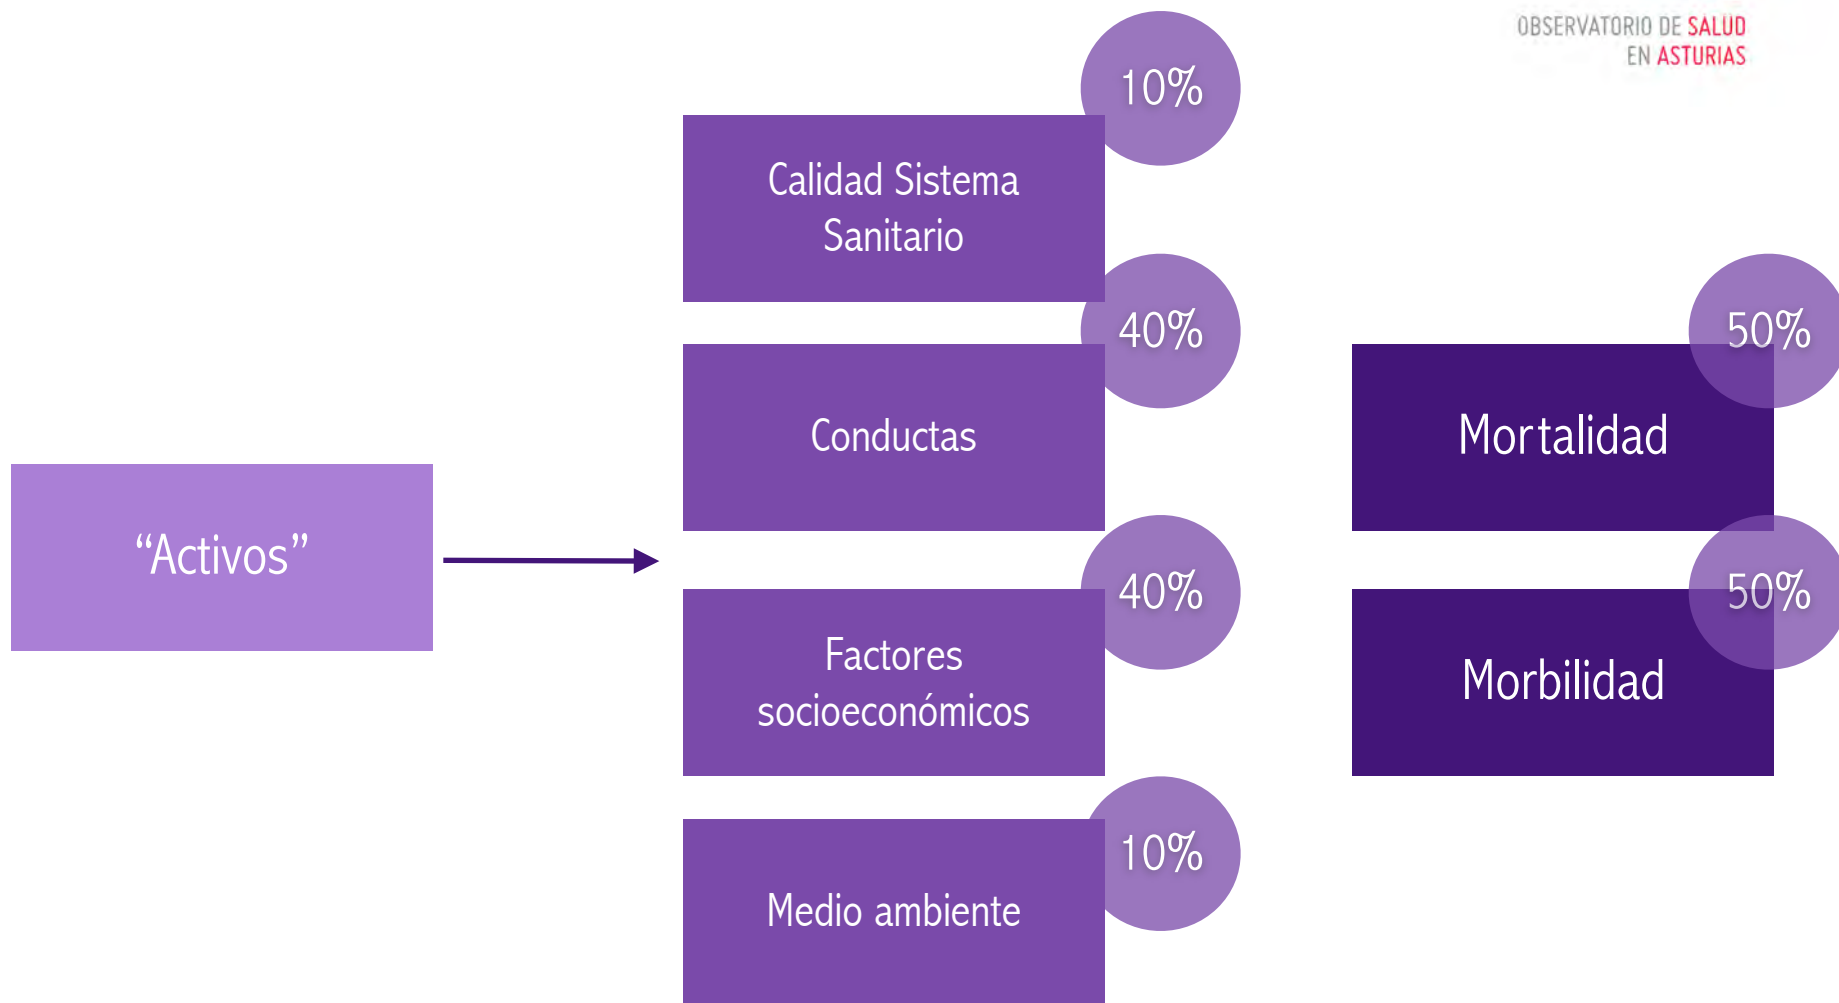 OBSERVATORIO DE SALUD
EN ASTURIAS
10%
Calidad Sistema
Sanitario
40%
Conductas
40%
Factores
socioeconómicos
10%
Medio ambiente
“Activos”
50%
Mortalidad
50%
Morbilidad